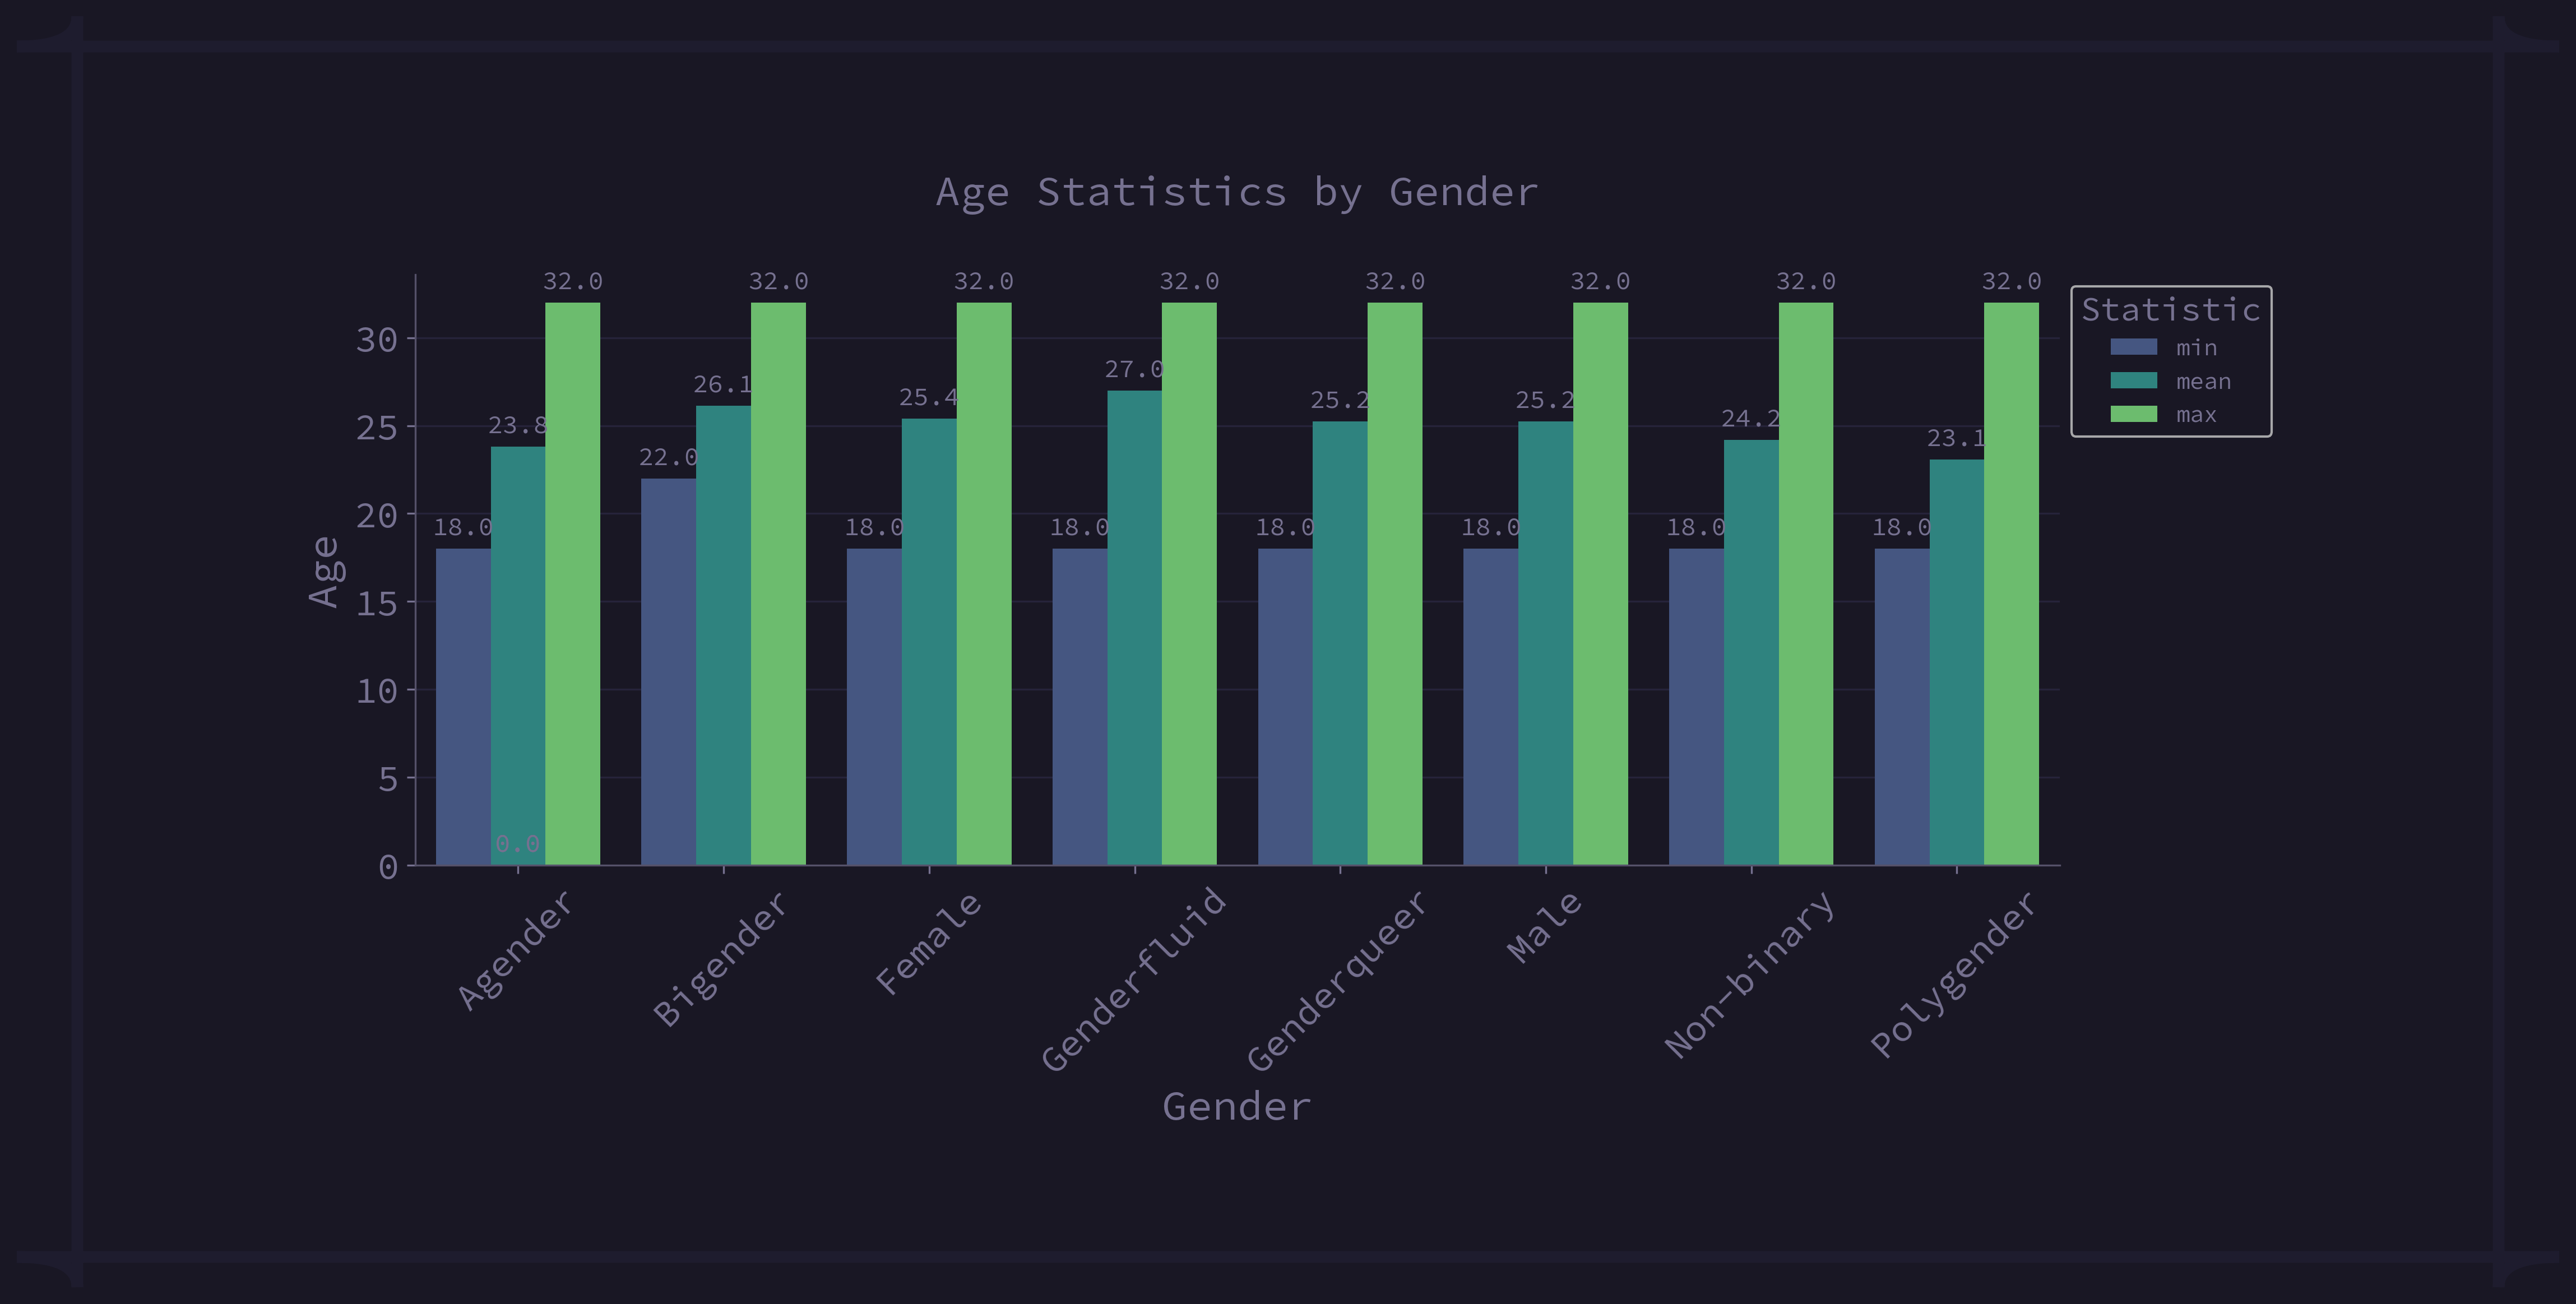 Age Statistics by Gender
32.0 32.0 32.0 32.0 32.0 32.0 32.0 32.0
Statistic
min
mean
max
30
27.0
26.1
25.4 25.2 25.2
25
23.8 24.2 23.1
22.0
20
18.0 18.0 18.0 18.0 18.0 18.0 18.0
Age
15
10
5
0.0
0
Agender Bigender Female Genderfluid Genderqueer Male Non-binary Polygender
Gender